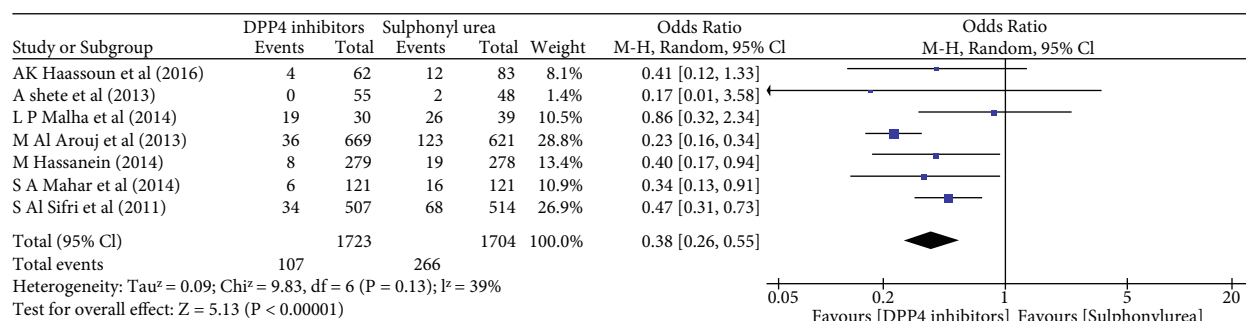 DPP4 inhibitors Sulphonyl urea Odds Ratio Odds Ratio
Study or Subgroup Events Total Events Total Weight M-H, Random, 95% Cl M-H, Random, 95% Cl
AK Haassoun et al (2016) 4 62 12 83 8.1% 0.41 [0.12, 1.33]
A shete et al (2013) 0 55 2 48 1.4% 0.17 [0.01, 3.58]
L P Malha et al (2014) 19 30 26 39 10.5% 0.86 [0.32, 2.34]
M Al Arouj et al (2013) 36 669 123 621 28.8% 0.23 [0.16, 0.34]
M Hassanein (2014) 8 279 19 278 13.4% 0.40 [0.17, 0.94]
S A Mahar et al (2014) 6 121 16 121 10.9% 0.34 [0.13, 0.91]
S Al Sifri et al (2011) 34 507 68 514 26.9% 0.47 [0.31, 0.73]
Total (95% Cl) 1723 1704 100.0% 0.38 [0.26, 0.55]
Total events 107 266
Heterogeneity: Tauᶻ = 0.09; Chiᶻ = 9.83, df = 6 (P = 0.13); lᶻ = 39%
Test for overall effect: Z = 5.13 (P < 0.00001)
0.05 0.2 1 5 20
Favours [DPP4 inhibitors] Favours [Sulphonylurea]